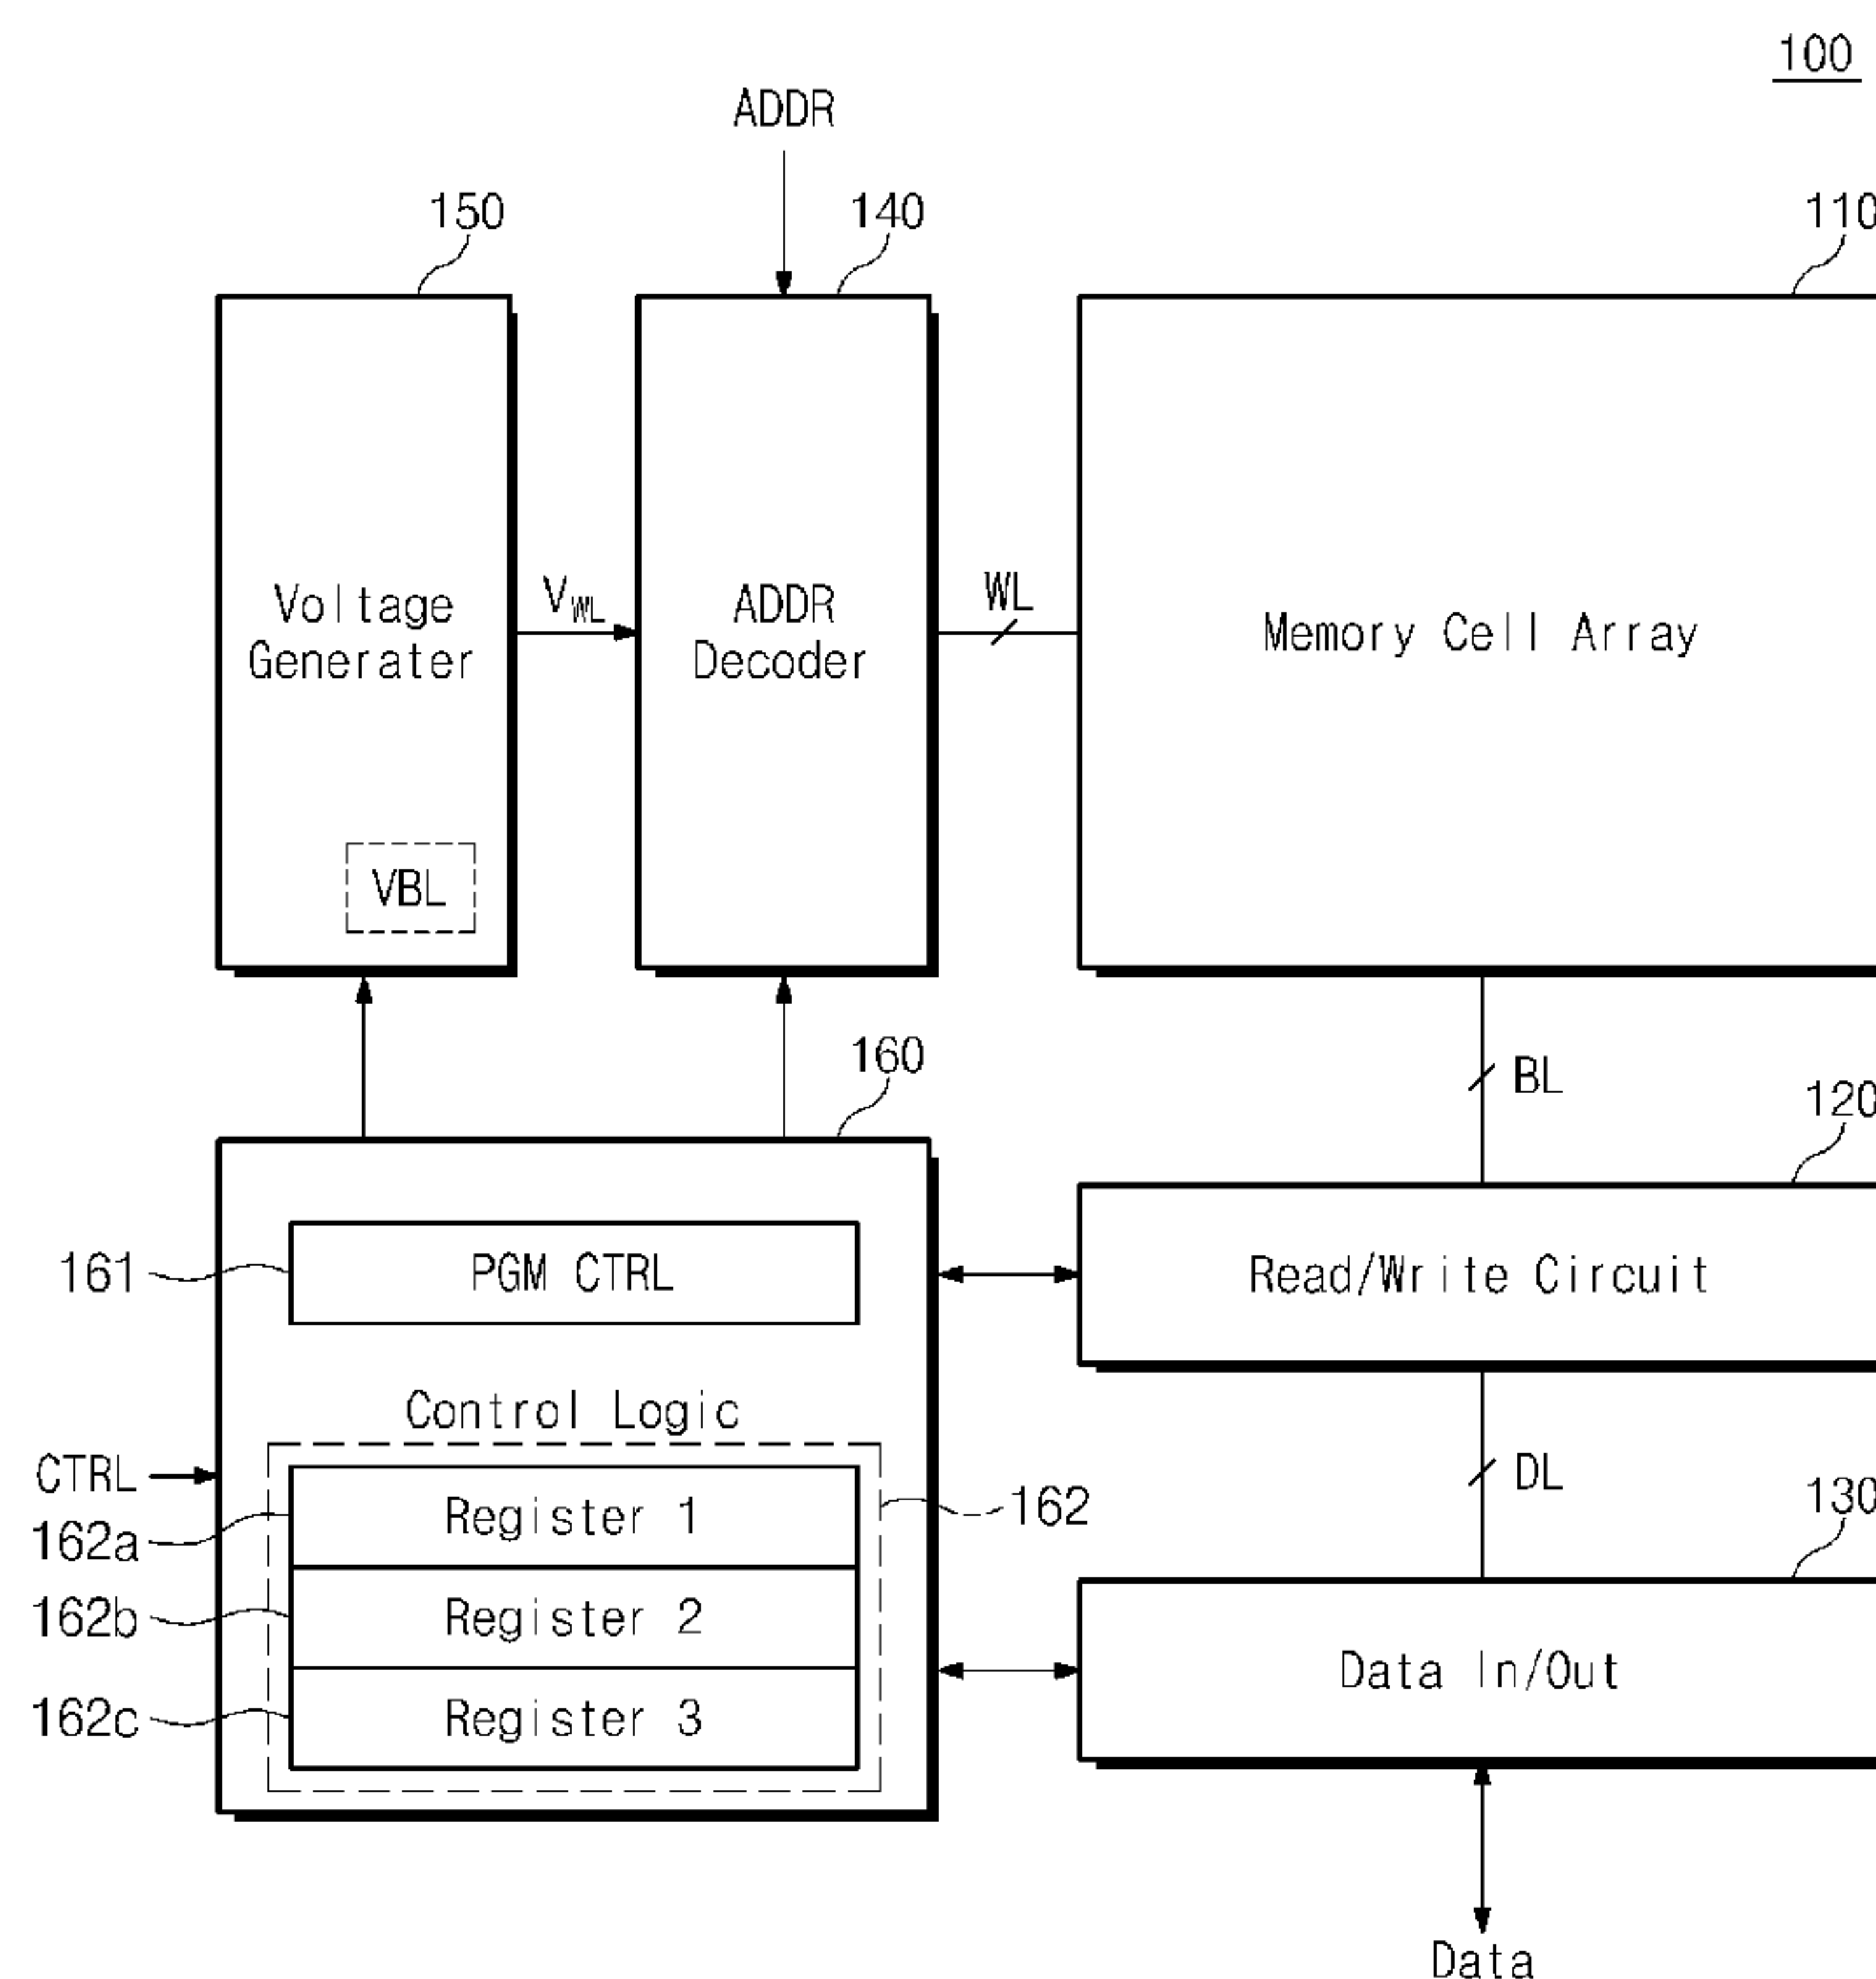 100
ADDR
150
140
110
Voltage
Generater
VWL
ADDR
Decoder
WL
Memory Cell Array
VBL
160
BL
120
161
PGM CTRL
Read/Write Circuit
Control Logic
CTRL
DL
162a
Register 1
162
130
162b
Register 2
Data In/Out
162c
Register 3
Data